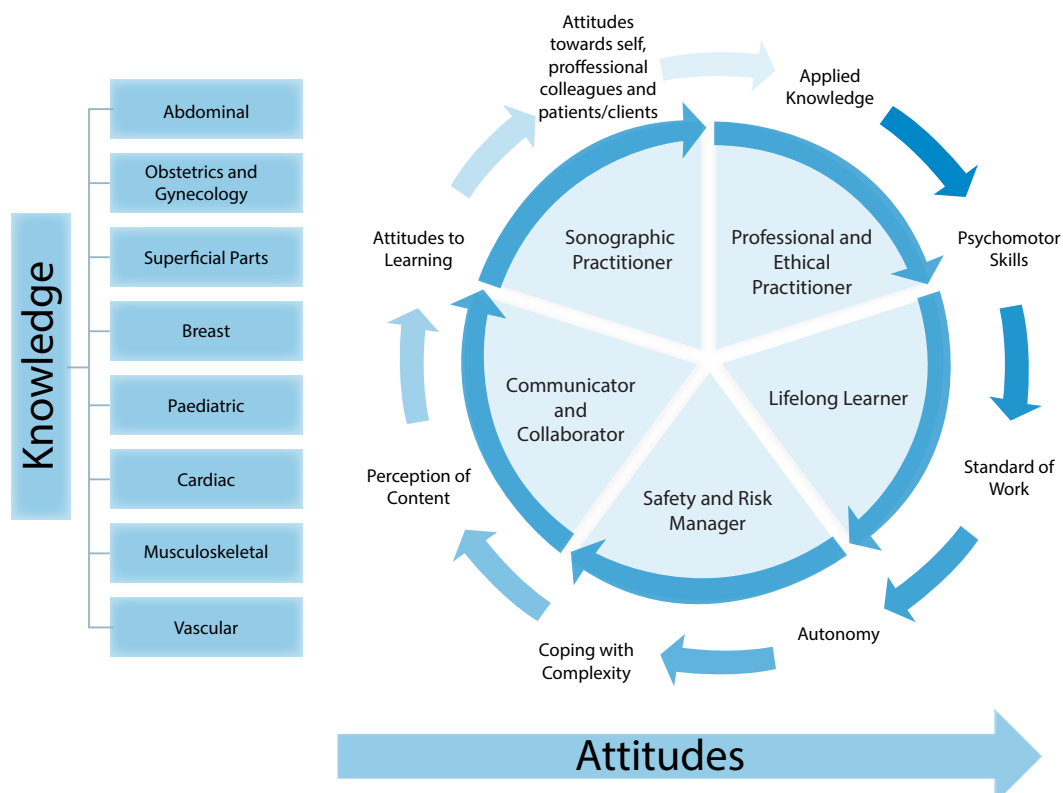 Knowledge
Abdominal
Obstetrics and
Gynecology
Superficial Parts
Breast
Paediatric
Cardiac
Musculoskeletal
Vascular
Attitudes
towards self,
proffessional
colleagues and
patients/clients
Applied
Knowledge
Psychomotor
Skills
Standard of
Work
Autonomy
Coping with
Complexity
Perception of
Content
Attitudes to
Learning
Sonographic
Practitioner
Professional and
Ethical
Practitioner
Lifelong Learner
Safety and Risk
Manager
Communicator
and
Collaborator
Attitudes